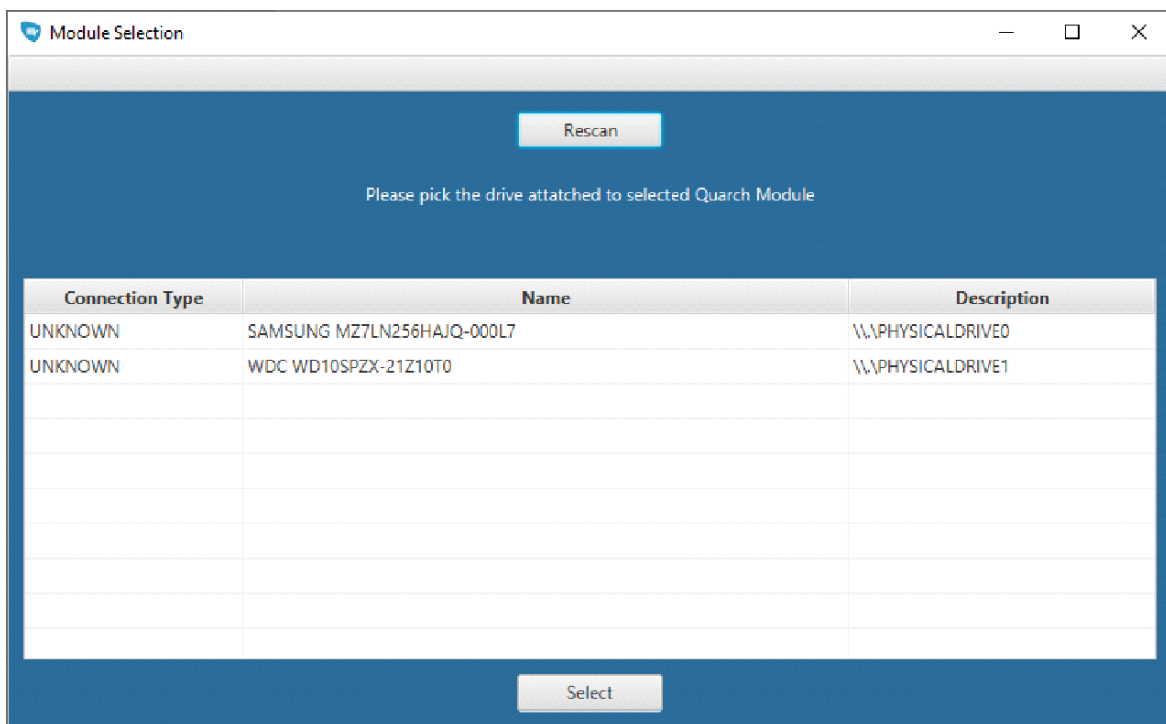 Module Selection
Rescan
Please pick the drive attatched to selected Quarch Module
Connection Type Name Description
UNKNOWN SAMSUNG MZ7LN256HAJQ-000L7 \\.\PHYSICALDRIVE0
UNKNOWN WDC WD10SPZX-21Z10T0 \\.\PHYSICALDRIVE1
Select